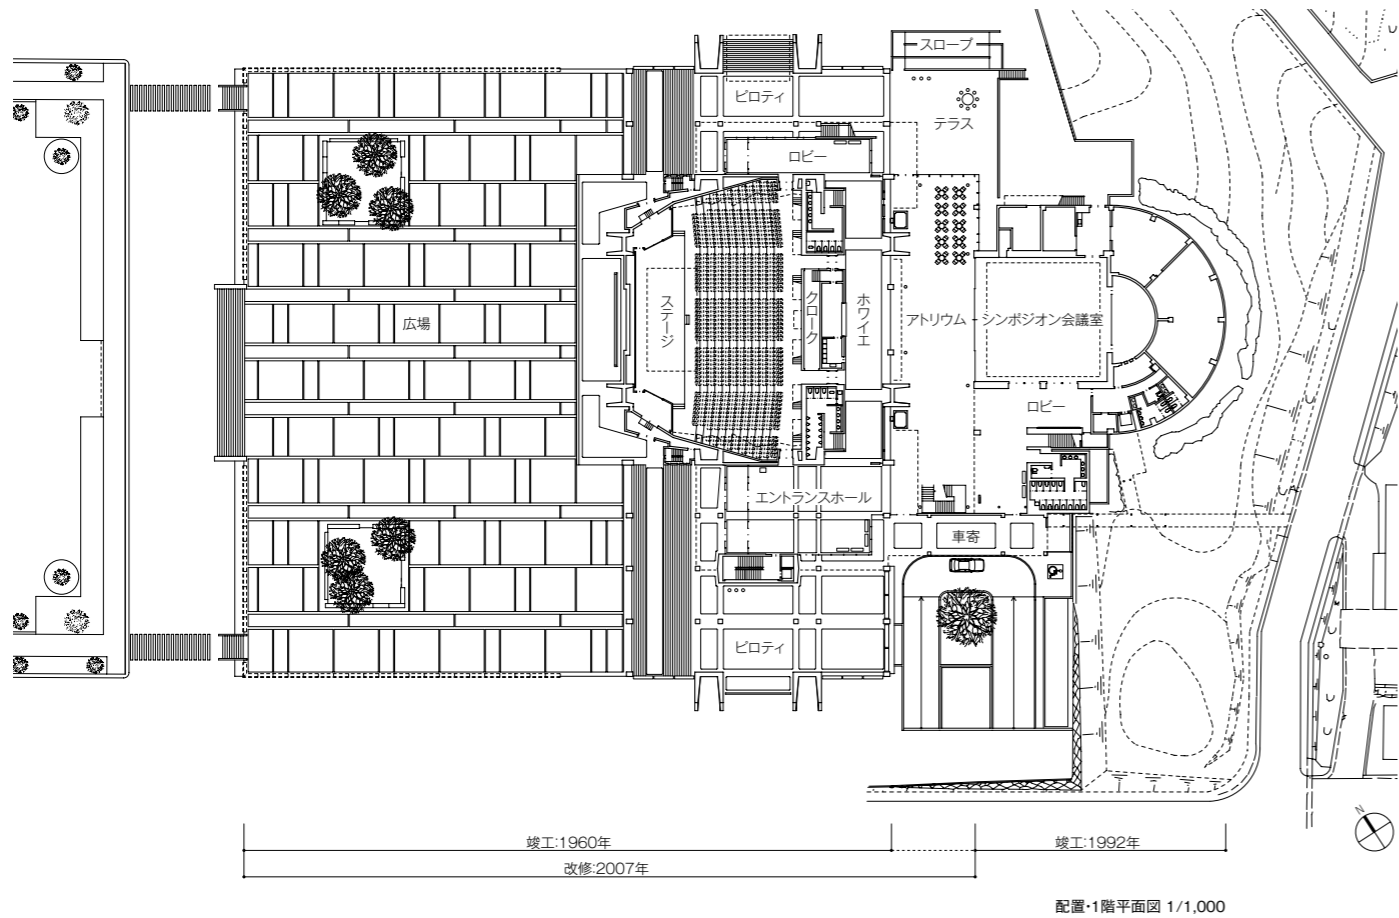 スロープ
ピロティ
テラス
ロビー
ステージ
クローク
ホワイエ
広場
アトリウム
シンポジオン会議室
ロビー
エントランスホール
車寄
ピロティ
N
竣工:1960年
竣工:1992年
改修:2007年
配置・1階平面図 1/1,000